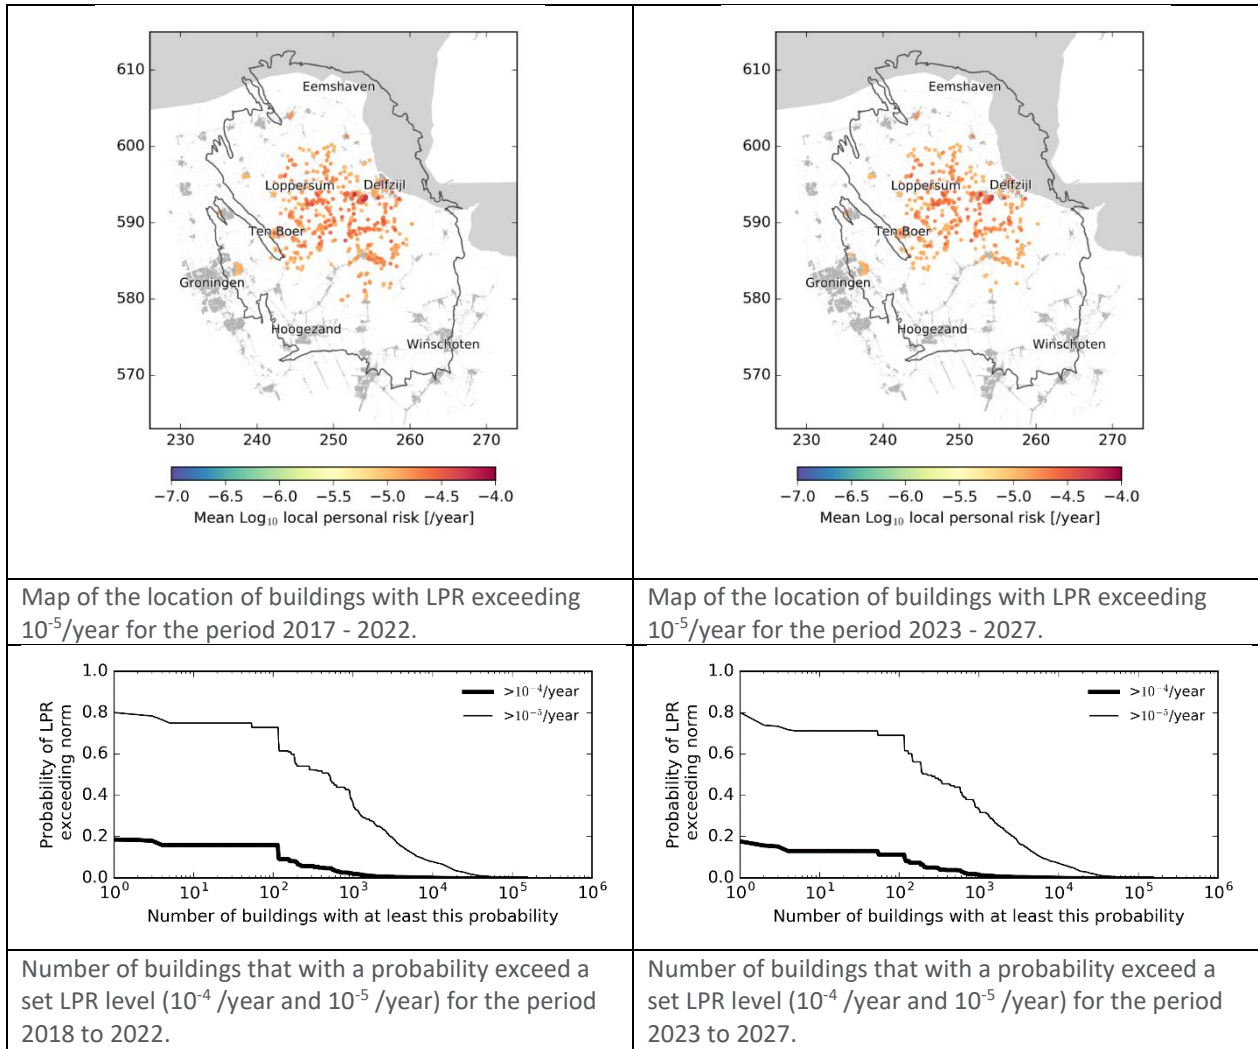 610
600
590
580
570
Eemshaven
Loppersum
Delfzijl
Ten Boer
Groningen
Hoogezand
Winschoten
230 240 250 260 270
−7.0 −6.5 −6.0 −5.5 −5.0 −4.5 −4.0
Mean Log₁₀ local personal risk [/year]
610
600
590
580
570
Eemshaven
Loppersum
Delfzijl
Ten Boer
Groningen
Hoogezand
Winschoten
230 240 250 260 270
−7.0 −6.5 −6.0 −5.5 −5.0 −4.5 −4.0
Mean Log₁₀ local personal risk [/year]
Map of the location of buildings with LPR exceeding
10⁻⁵/year for the period 2017 - 2022.
Map of the location of buildings with LPR exceeding
10⁻⁵/year for the period 2023 - 2027.
Probability of LPR
exceeding norm
1.0
0.8
0.6
0.4
0.2
0.0
>10⁻⁴/year
>10⁻⁵/year
10⁰ 10¹ 10² 10³ 10⁴ 10⁵ 10⁶
Number of buildings with at least this probability
Probability of LPR
exceeding norm
1.0
0.8
0.6
0.4
0.2
0.0
>10⁻⁴/year
>10⁻⁵/year
10⁰ 10¹ 10² 10³ 10⁴ 10⁵ 10⁶
Number of buildings with at least this probability
Number of buildings that with a probability exceed a
set LPR level (10⁻⁴ /year and 10⁻⁵ /year) for the period
2018 to 2022.
Number of buildings that with a probability exceed a
set LPR level (10⁻⁴ /year and 10⁻⁵ /year) for the period
2023 to 2027.